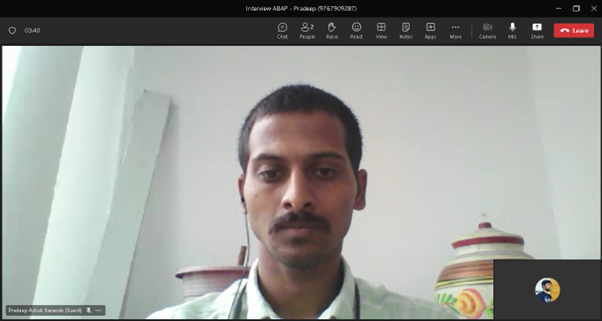 Interview ABAP - Pradeep (9767909287)
03:40
Chat
2
People
Raise
React
View
Notes
Apps
More
Camera
Mic
Share
Leave
Pradeep Ashok Karande (Guest)